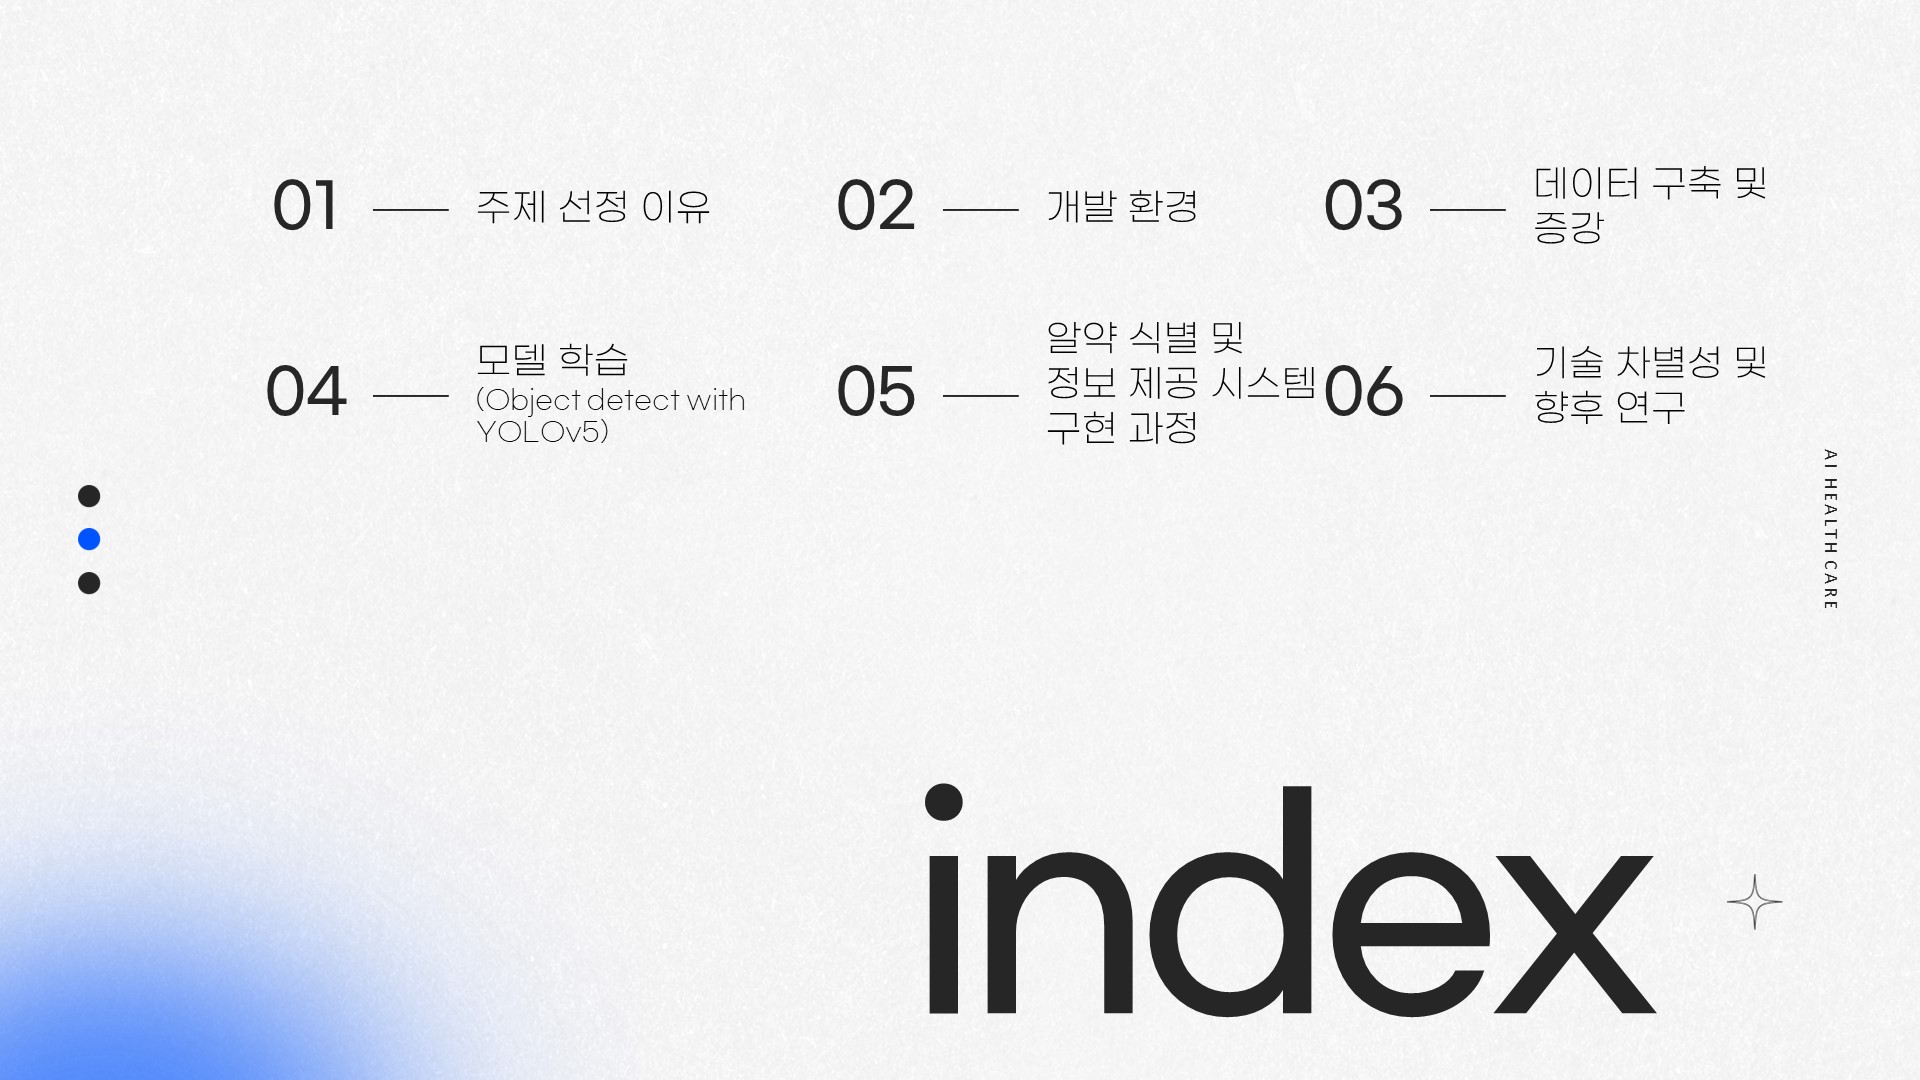 01
주제 선정 이유
02
개발 환경
03
데이터 구축 및
증강
04
모델 학습
(Object detect with
YOLOv5)
05
알약 식별 및
정보 제공 시스템
구현 과정
06
기술 차별성 및
향후 연구
AI HEALTH CARE
index